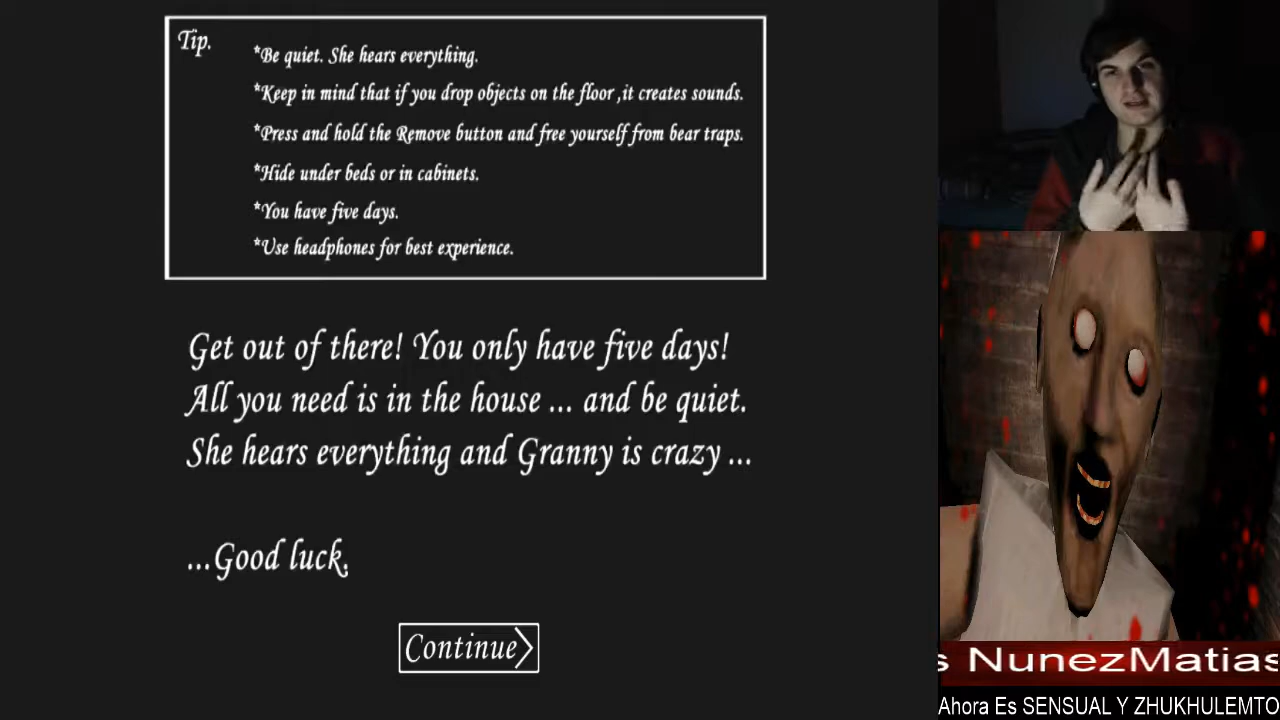 Tip.
*Be quiet. She hears everything.
*Keep in mind that if you drop objects on the floor ,it creates sounds.
*Press and hold the Remove button and free yourself from bear traps.
*Hide under beds or in cabinets.
*You have five days.
*Use headphones for best experience.
Get out of there! You only have five days!
All you need is in the house ... and be quiet.
She hears everything and Granny is crazy ...
...Good luck.
Continue
s NunezMatias
Ahora Es SENSUAL Y ZHUKHULEMTO